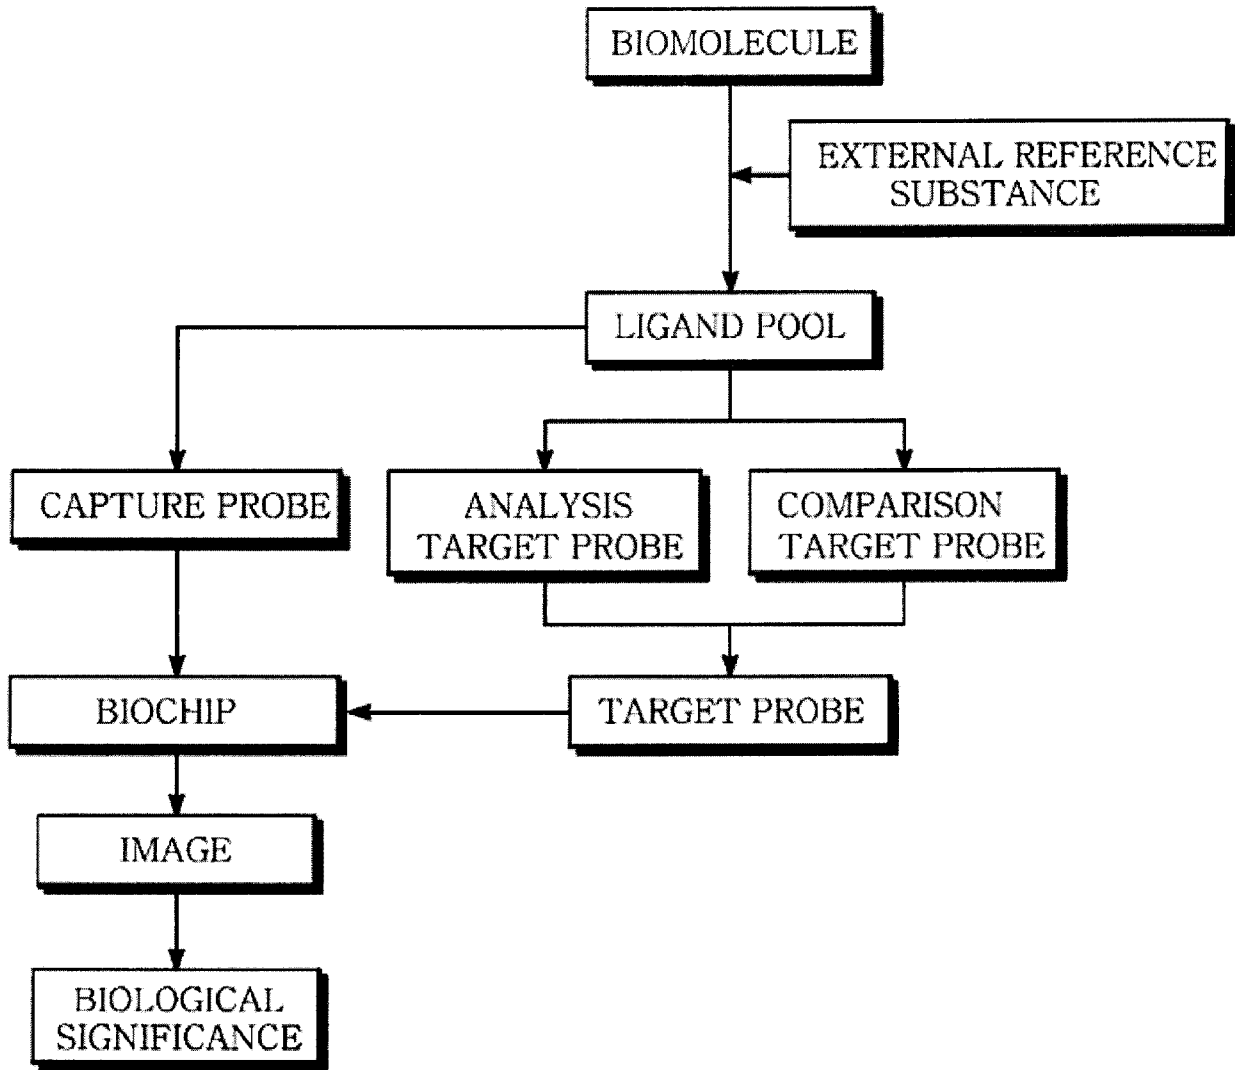 BIOMOLECULE
EXTERNAL REFERENCE
SUBSTANCE
LIGAND POOL
CAPTURE PROBE
ANALYSIS
TARGET PROBE
COMPARISON
TARGET PROBE
BIOCHIP
TARGET PROBE
IMAGE
BIOLOGICAL
SIGNIFICANCE